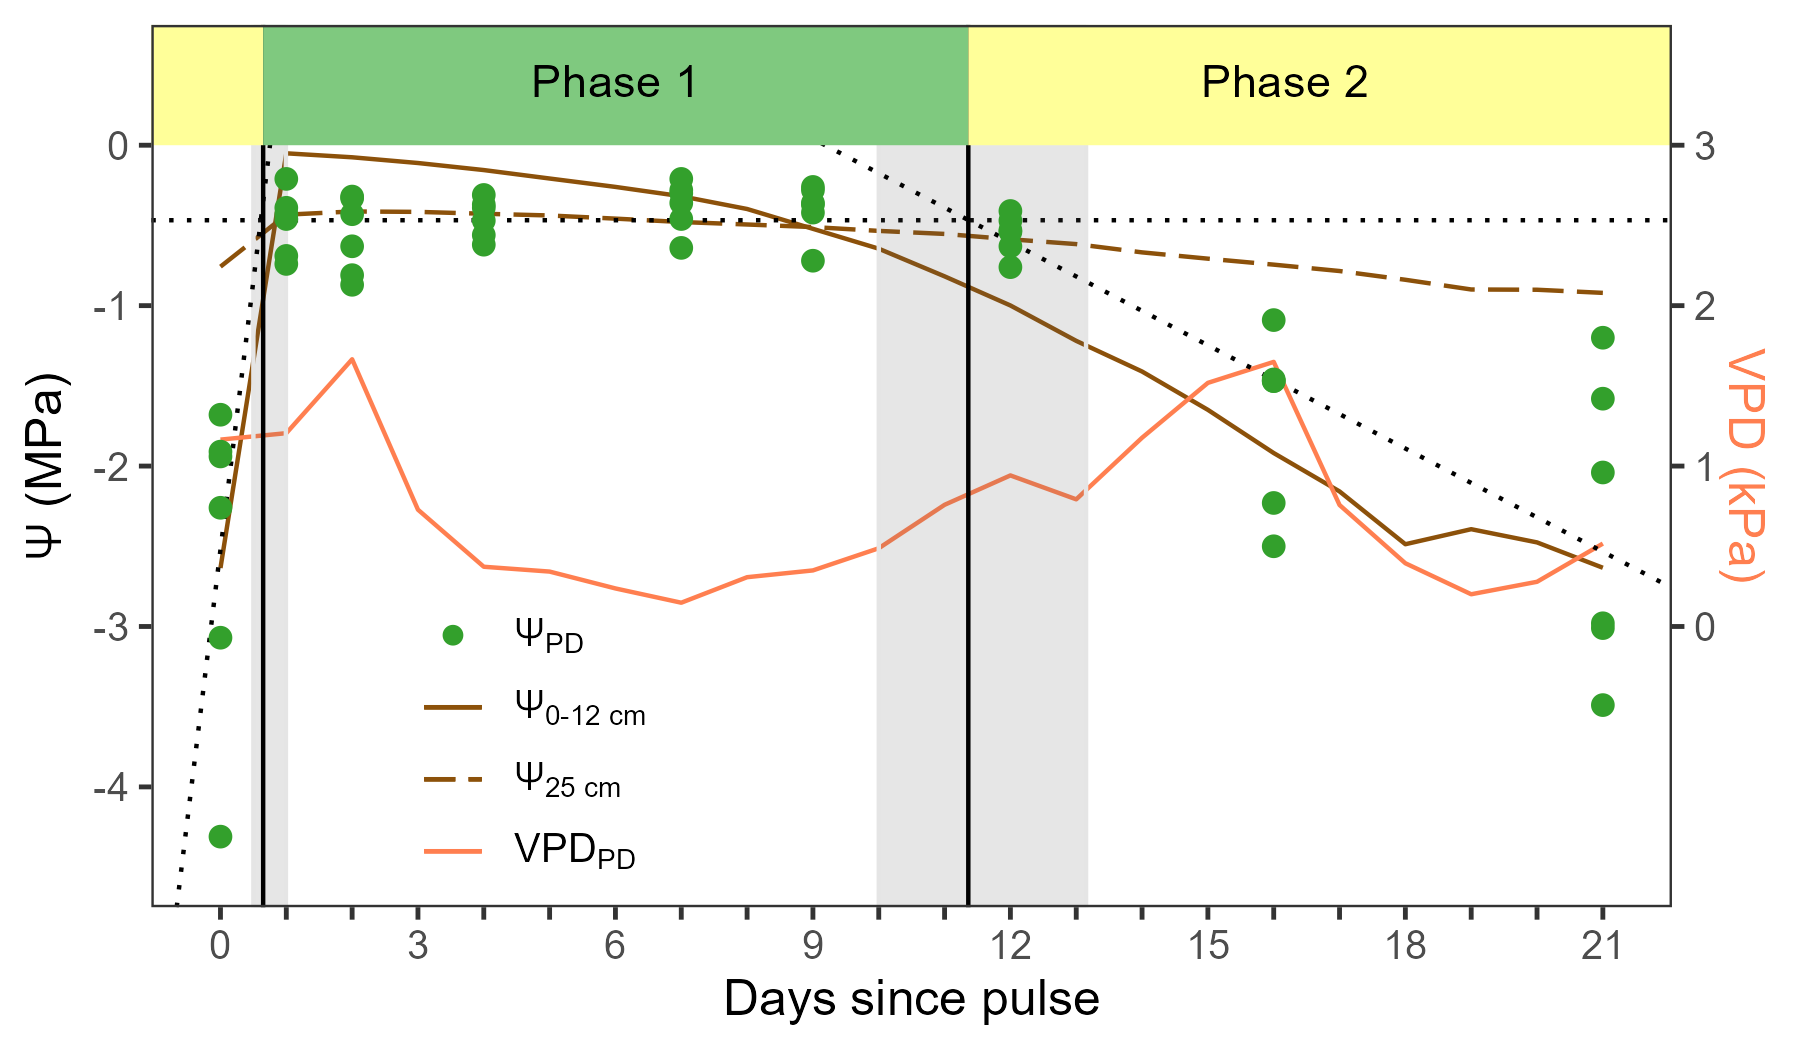 Phase 1 Phase 2
0 3
-1 2
-2 1
-3 0
-4
Ψ (MPa)
VPD (kPa)
ΨPD
Ψ0-12 cm
Ψ25 cm
VPDPD
0 3 6 9 12 15 18 21
Days since pulse